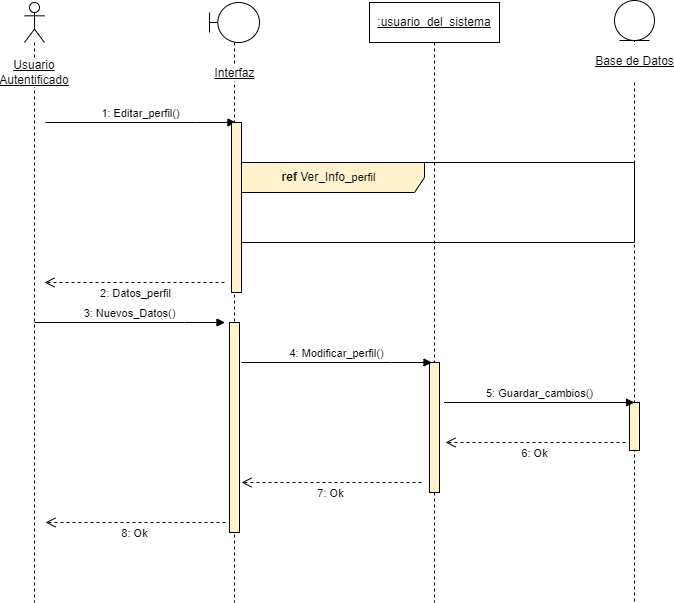 :usuario_del_sistema
Usuario
Autentificado
Interfaz
Base de Datos
1: Editar_perfil()
ref Ver_Info_perfil
2: Datos_perfil
3: Nuevos_Datos()
4: Modificar_perfil()
5: Guardar_cambios()
6: Ok
7: Ok
8: Ok